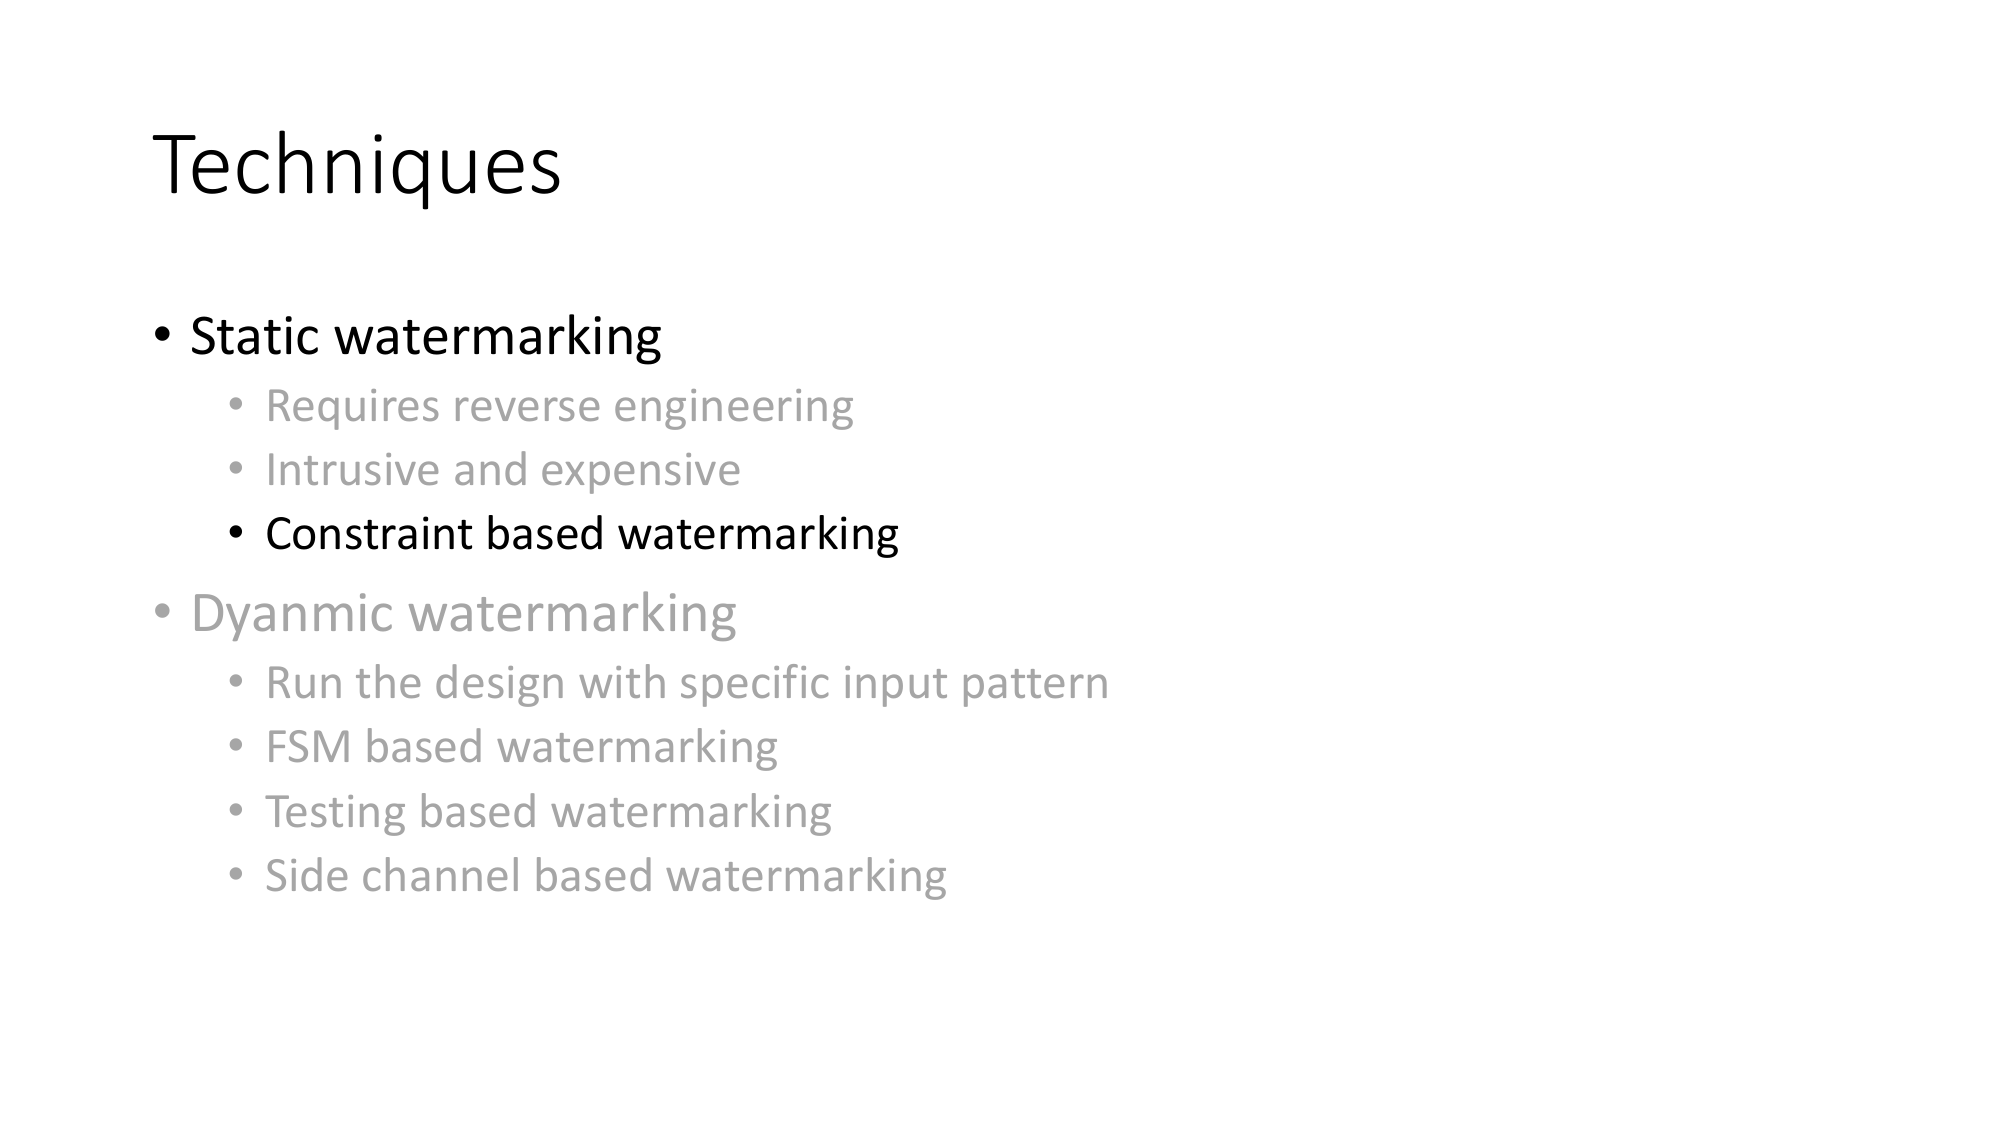 Techniques
• Static watermarking
• Requires reverse engineering
• Intrusive and expensive
• Constraint based watermarking
• Dyanmic watermarking
• Run the design with specific input pattern
• FSM based watermarking
• Testing based watermarking
• Side channel based watermarking